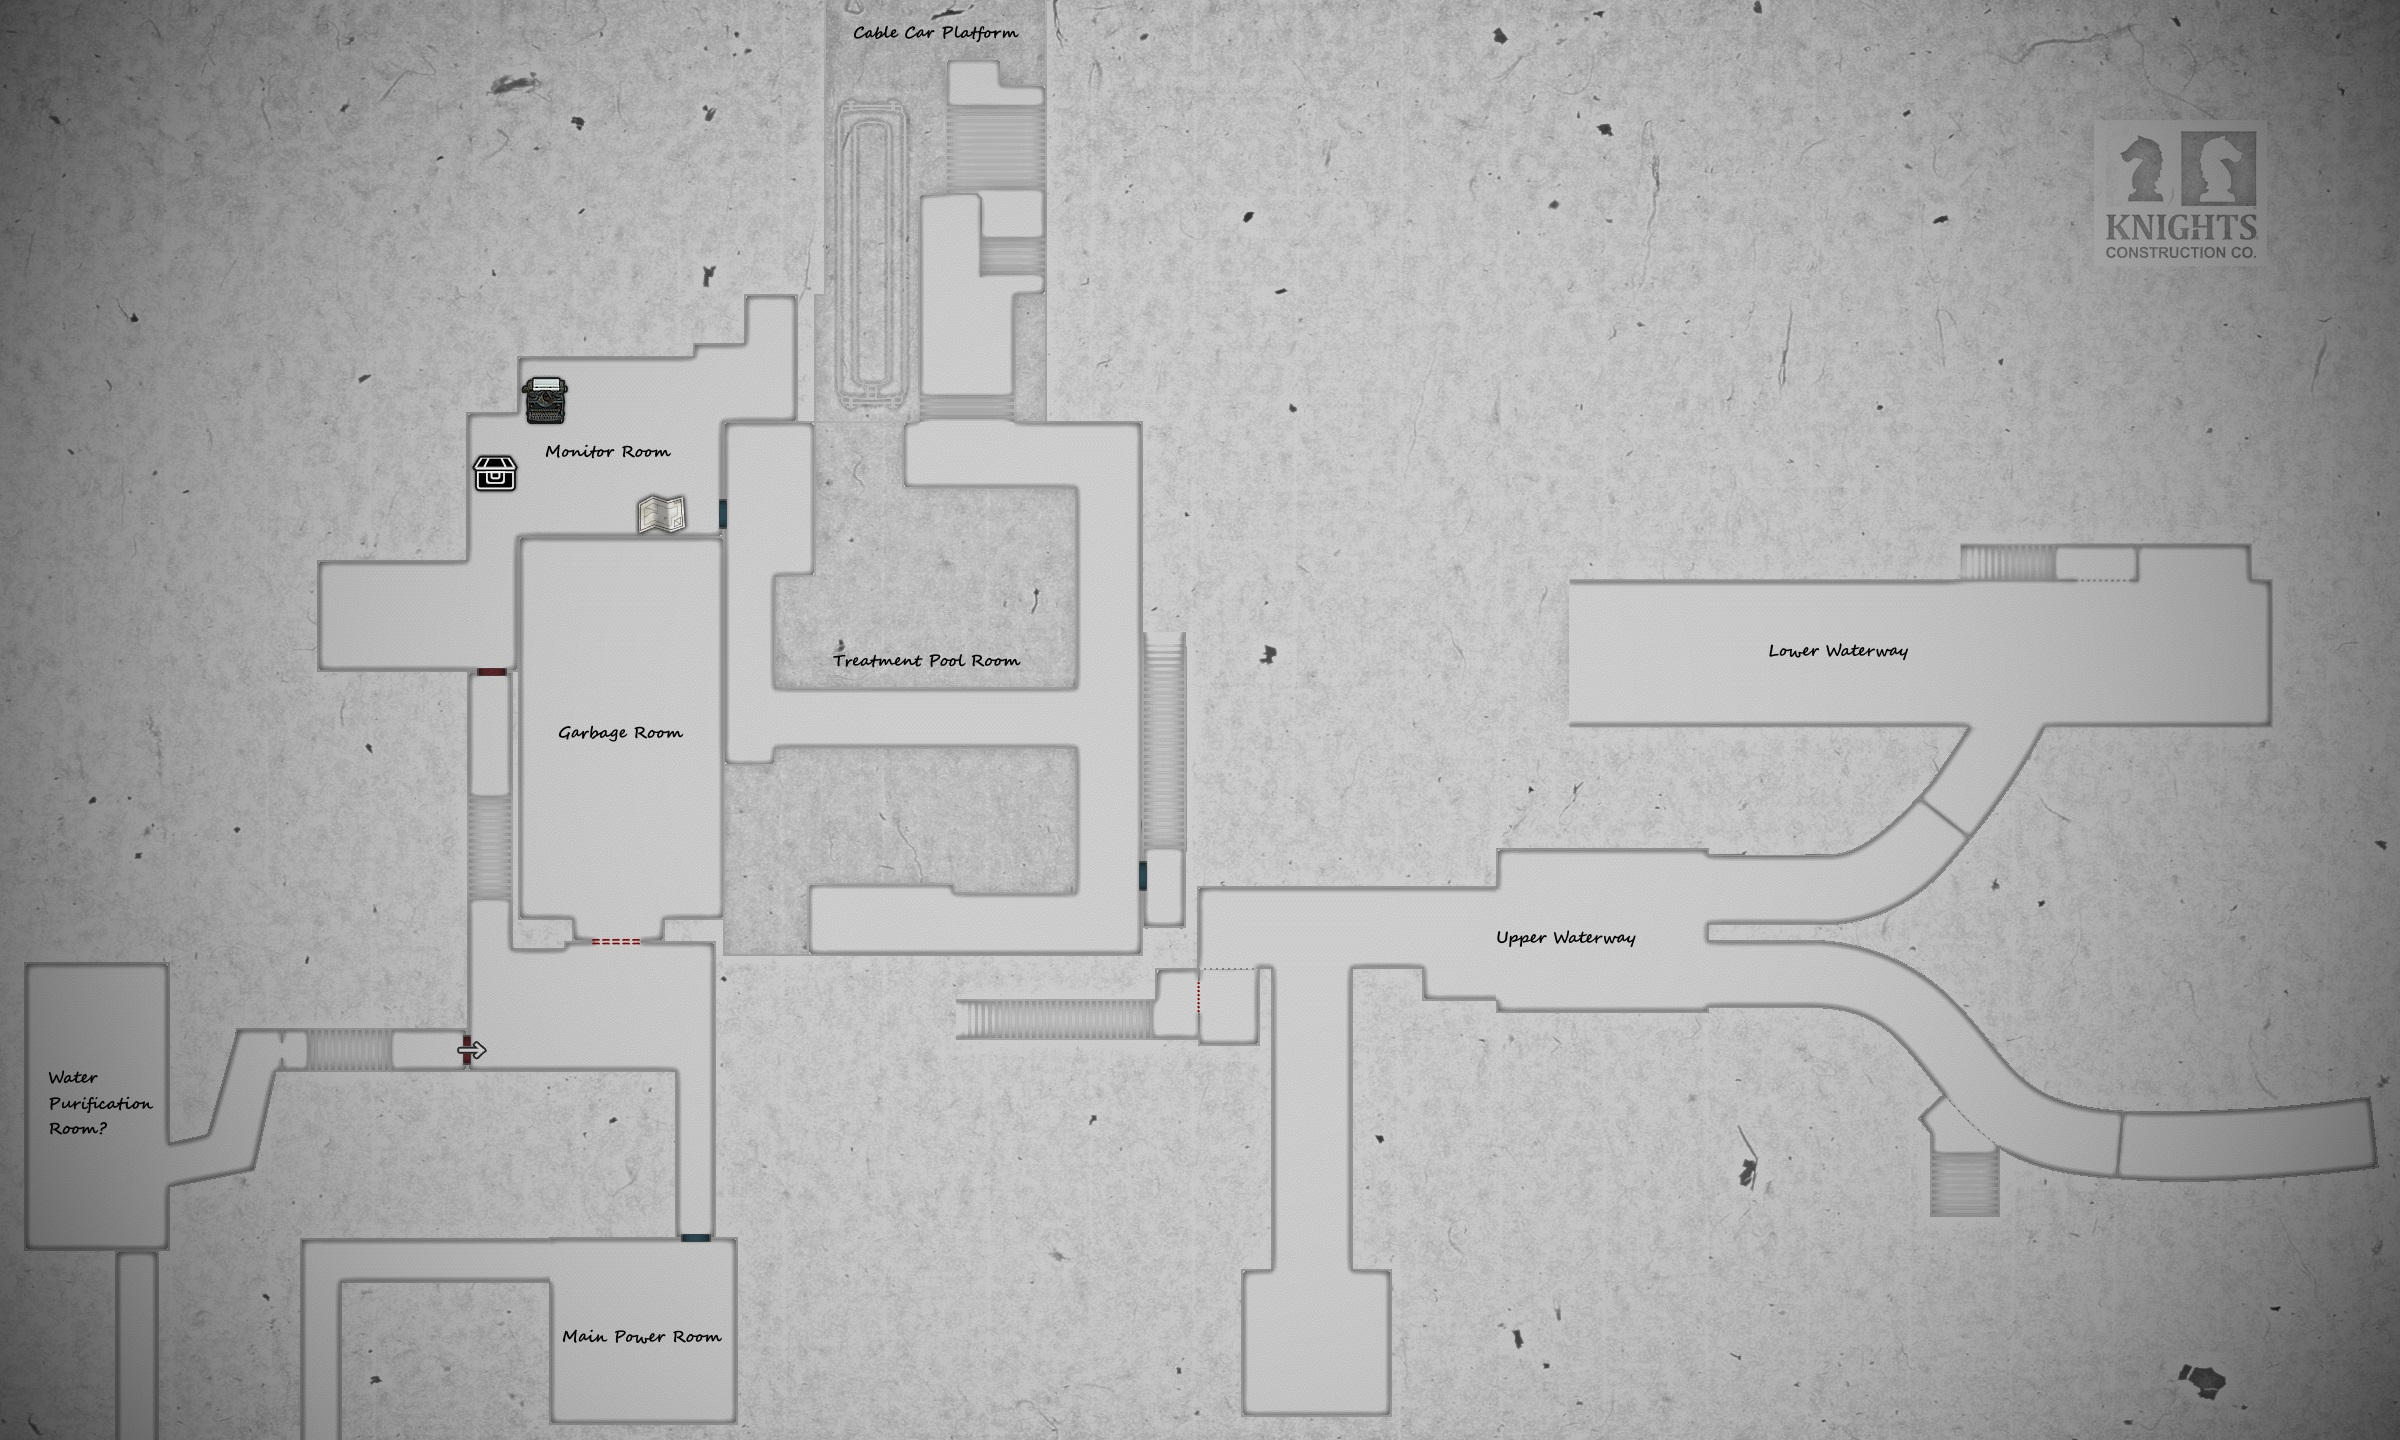 Cable Car Platform
KNIGHTS
CONSTRUCTION CO.
Monitor Room
Treatment Pool Room
Lower Waterway
Garbage Room
Upper Waterway
Water
Purification
Room?
Main Power Room